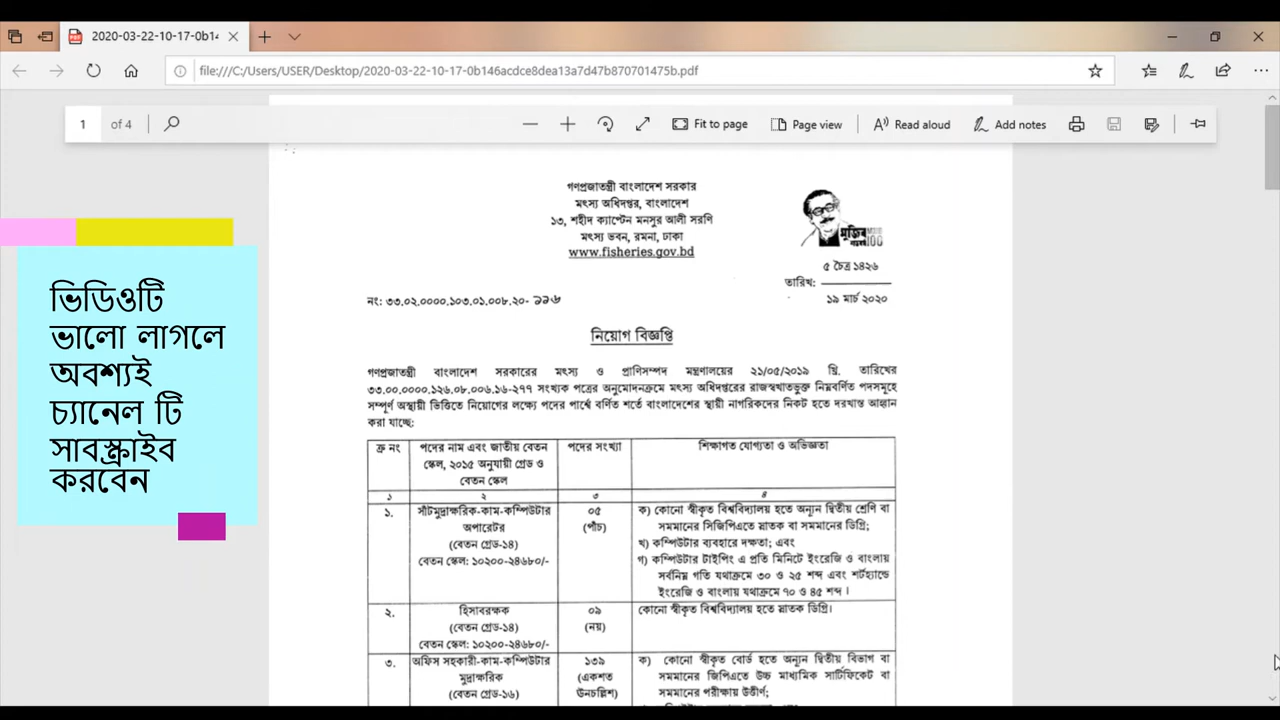 2020-03-22-10-17-0b14
file:///C:/Users/USER/Desktop/2020-03-22-10-17-0b146acdce8dea13a7d47b870701475b.pdf
1 of 4
Fit to page
Page view
Read aloud
Add notes
গণপ্রজাতন্ত্রী বাংলাদেশ সরকার
মৎস্য অধিদপ্তর, বাংলাদেশ
১৩, শহীদ ক্যাপ্টেন মনসুর আলী সরণি
মৎস্য ভবন, রমনা, ঢাকা
www.fisheries.gov.bd
মুজিব
100
৫ চৈত্র ১৪২৬
তারিখ:
১৯ মার্চ ২০২০
নং: ৩৩.০২.০০০০.১০৩.০১.০০৮.২০- ১১৬
নিয়োগ বিজ্ঞপ্তি
গণপ্রজাতন্ত্রী বাংলাদেশ সরকারের মৎস্য ও প্রাণিসম্পদ মন্ত্রণালয়ের ২১/০৫/২০১৯ খ্রি. তারিখের
৩৩.০০.০০০০.১২৬.০৮.০০৬.১৬-২৭৭ সংখ্যক পত্রের অনুমোদনক্রমে মৎস্য অধিদপ্তরের রাজস্বখাতভুক্ত নিম্নবর্ণিত পদসমূহে
সম্পূর্ণ অস্থায়ী ভিত্তিতে নিয়োগের লক্ষ্যে পদের পার্শ্বে বর্ণিত শর্তে বাংলাদেশের স্থায়ী নাগরিকদের নিকট হতে দরখাস্ত আহ্বান
করা যাচ্ছে:
ক্র নং
পদের নাম এবং জাতীয় বেতন
স্কেল, ২০১৫ অনুযায়ী গ্রেড ও
বেতন স্কেল
পদের সংখ্যা
শিক্ষাগত যোগ্যতা ও অভিজ্ঞতা
১ ২ ৩ ৪
১.
সাঁটমুদ্রাক্ষরিক-কাম-কম্পিউটার
অপারেটর
(বেতন গ্রেড-১৪)
বেতন স্কেল: ১০২০০-২৪৬৮০/-
০৫
(পাঁচ)
ক) কোনো স্বীকৃত বিশ্ববিদ্যালয় হতে অন্যূন দ্বিতীয় শ্রেণি বা
সমমানের সিজিপিএতে স্নাতক বা সমমানের ডিগ্রি;
খ) কম্পিউটার ব্যবহারে দক্ষতা; এবং
গ) কম্পিউটার টাইপিং এ প্রতি মিনিটে ইংরেজি ও বাংলায়
সর্বনিম্ন গতি যথাক্রমে ৩০ ও ২৫ শব্দ এবং শর্টহ্যান্ডে
ইংরেজি ও বাংলায় যথাক্রমে ৭০ ও ৪৫ শব্দ।
২.
হিসাবরক্ষক
(বেতন গ্রেড-১৪)
বেতন স্কেল: ১০২০০-২৪৬৮০/-
০৯
(নয়)
কোনো স্বীকৃত বিশ্ববিদ্যালয় হতে স্নাতক ডিগ্রি।
৩.
অফিস সহকারী-কাম-কম্পিউটার
মুদ্রাক্ষরিক
(বেতন গ্রেড-১৬)
১৩৯
(একশত
ঊনচল্লিশ)
ক) কোনো স্বীকৃত বোর্ড হতে অন্যূন দ্বিতীয় বিভাগ বা
সমমানের জিপিএতে উচ্চ মাধ্যমিক সার্টিফিকেট বা
সমমানের পরীক্ষায় উত্তীর্ণ;
ভিডিওটি
ভালো লাগলে
অবশ্যই
চ্যানেল টি
সাবস্ক্রাইব
করবেন